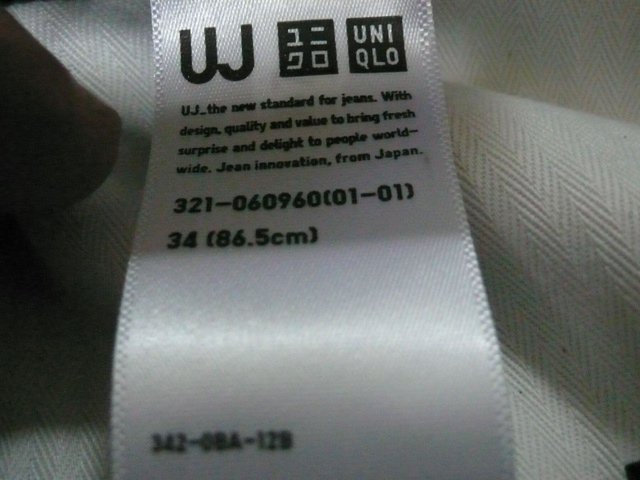 UJ ユニ UNI
クロ QLO
UJ_the new standard for jeans. With
design, quality and value to bring fresh
surprise and delight to people world-
wide. Jean innovation, from Japan.
321-060960(01-01)
34 (86.5cm)
342-0BA-12B